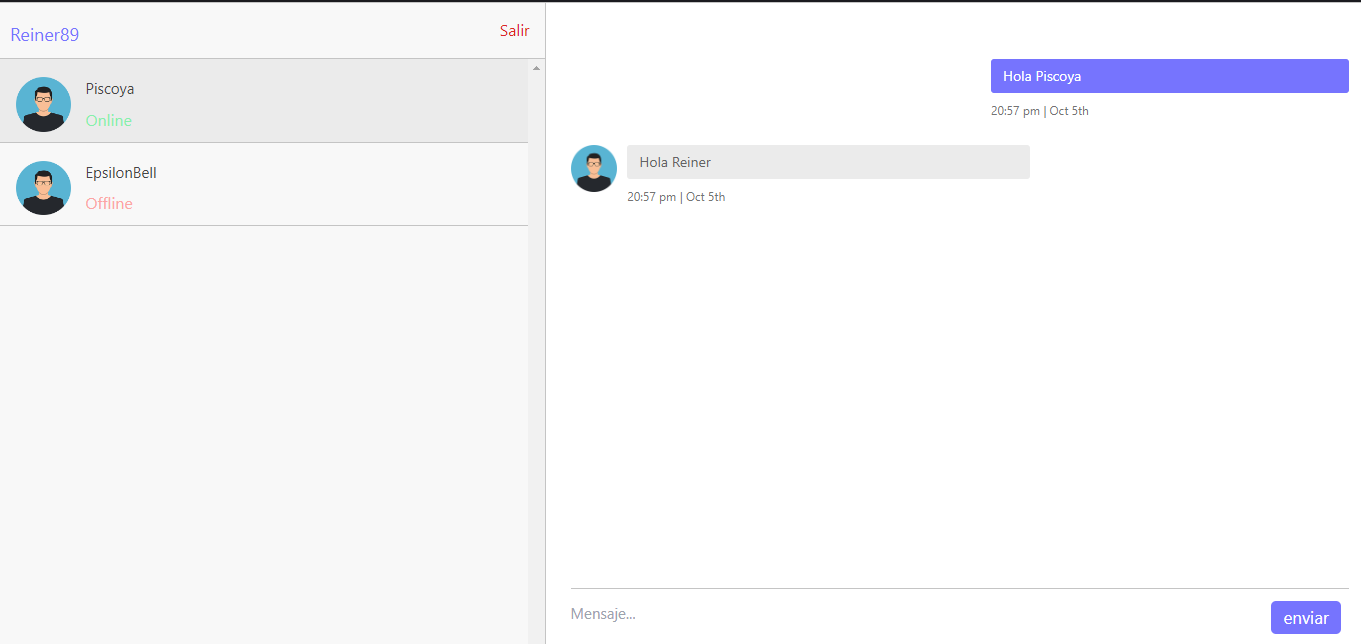 Reiner89
Salir
Piscoya
Online
EpsilonBell
Offline
Hola Piscoya
20:57 pm | Oct 5th
Hola Reiner
20:57 pm | Oct 5th
Mensaje...
enviar